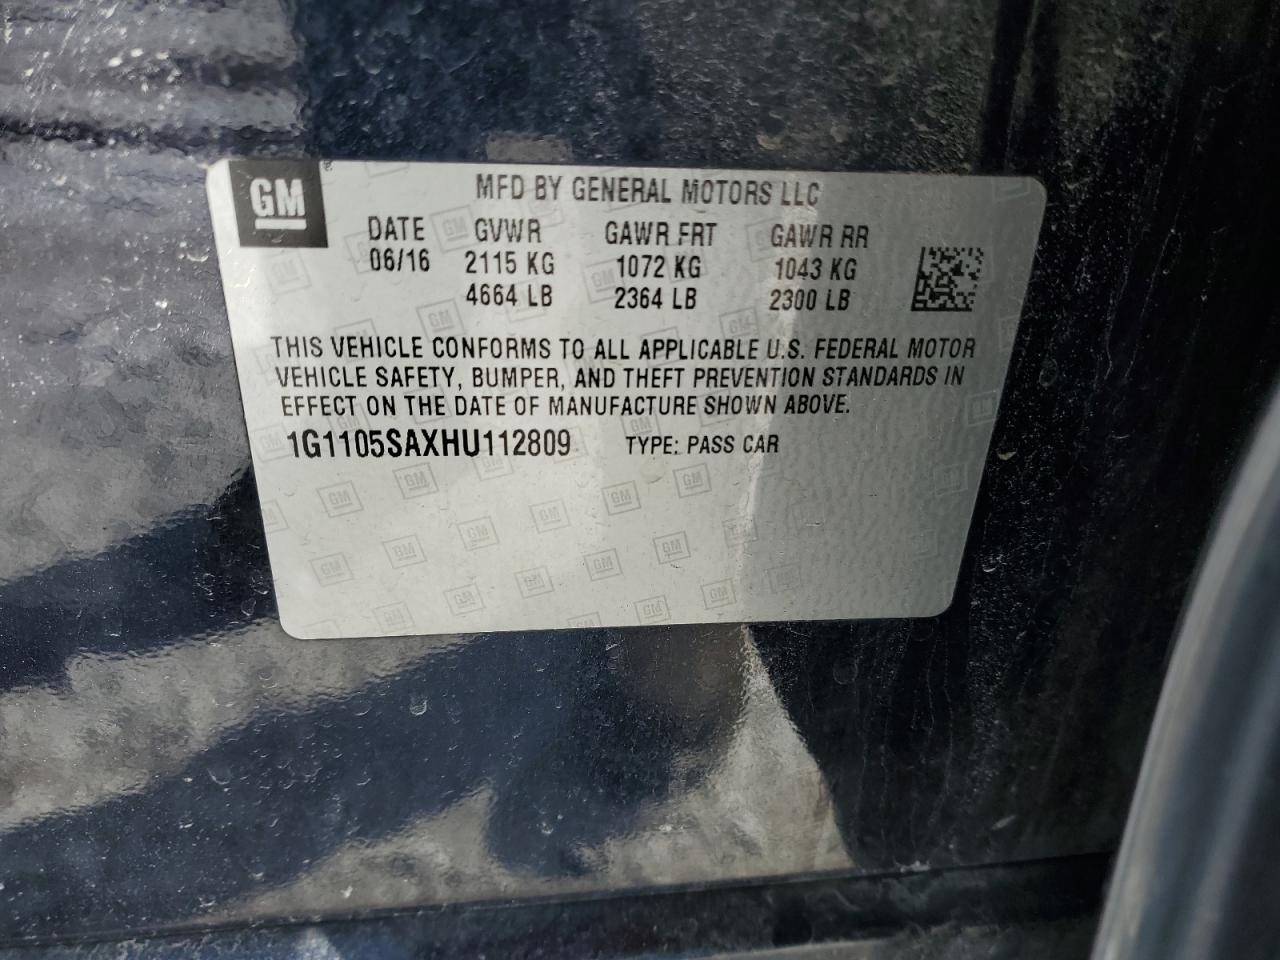 GM
MFD BY GENERAL MOTORS LLC
DATE GVWR GAWR FRT GAWR RR
06/16 2115 KG 1072 KG 1043 KG
4664 LB 2364 LB 2300 LB
THIS VEHICLE CONFORMS TO ALL APPLICABLE U.S. FEDERAL MOTOR
VEHICLE SAFETY, BUMPER, AND THEFT PREVENTION STANDARDS IN
EFFECT ON THE DATE OF MANUFACTURE SHOWN ABOVE.
1G1105SAXHU112809 TYPE: PASS CAR